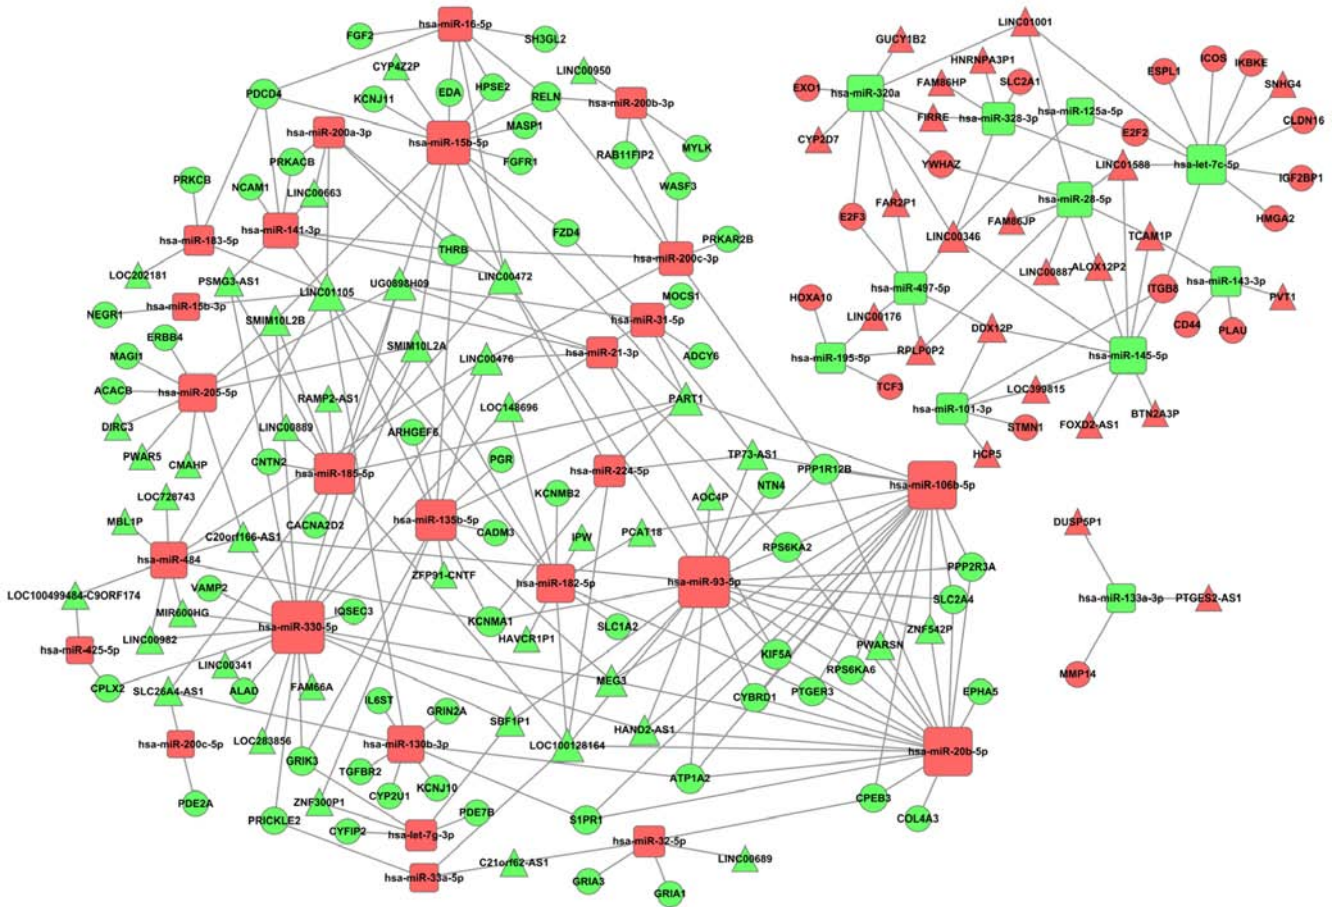 hsa-miR-16-5p
FGF2
SH3GL2
CYP4Z2P
LINC00950
PDCD4
KCNJ11
EDA
HPSE2
RELN
hsa-miR-200b-3p
hsa-miR-200a-3p
hsa-miR-15b-5p
MASP1
PRKACB
FGFR1
RAB11FIP2
MYLK
PRKCB
NCAM1
LINC00663
WASF3
hsa-miR-183-5p
hsa-miR-141-3p
FZD4
PRKAR2B
THRB
hsa-miR-200c-3p
LOC202181
PSMG3-AS1
LINC01105
UG0898H09
LINC00472
hsa-miR-15b-3p
MOCS1
NEGR1
SMIM10L2B
hsa-miR-31-5p
ERBB4
SMIM10L2A
LINC00476
hsa-miR-21-3p
ADCY6
MAGI1
hsa-miR-205-5p
ACACB
RAMP2-AS1
LOC148696
PART1
DIRC3
LINC00889
ARHGEF6
PWAR5
CMAHP
CNTN2
hsa-miR-185-5p
PGR
hsa-miR-224-5p
TP73-AS1
PPP1R12B
LOC728743
KCNMB2
NTN4
hsa-miR-106b-5p
MBL1P
CACNA2D2
hsa-miR-135b-5p
CADM3
IPW
PCAT18
AOC4P
C20orf166-AS1
RPS6KA2
hsa-miR-484
ZFP91-CNTF
hsa-miR-182-5p
hsa-miR-93-5p
PPP2R3A
LOC100499484-C9ORF174
VAMP2
SLC2A4
MIR600HG
IQSEC3
KCNMA1
hsa-miR-330-5p
SLC1A2
ZNF542P
LINC00982
HAVCR1P1
PWARSN
hsa-miR-425-5p
KIF5A
LINC00341
RPS6KA6
CPLX2
SLC26A4-AS1
ALAD
FAM66A
MEG3
CYBRD1
PTGER3
EPHA5
IL6ST
GRIN2A
SBF1P1
HAND2-AS1
hsa-miR-200c-5p
LOC283856
hsa-miR-130b-3p
LOC100128164
hsa-miR-20b-5p
GRIK3
TGFBR2
ATP1A2
CYP2U1
KCNJ10
PDE2A
ZNF300P1
CPEB3
PDE7B
COL4A3
PRICKLE2
CYFIP2
hsa-let-7g-3p
S1PR1
hsa-miR-32-5p
C21orf62-AS1
LINC00689
hsa-miR-33a-5p
GRIA3
GRIA1
LINC01001
GUCY1B2
HNRNPA3P1
ICOS
IKBKE
ESPL1
EXO1
hsa-miR-320a
FAM86HP
SLC2A1
SNHG4
hsa-miR-125a-5p
FIRRE
hsa-miR-328-3p
CLDN16
CYP2D7
E2F2
YWHAZ
LINC01588
hsa-let-7c-5p
IGF2BP1
hsa-miR-28-5p
FAR2P1
HMGA2
E2F3
FAM86JP
LINC00346
TCAM1P
LINC00887
ALOX12P2
hsa-miR-143-3p
hsa-miR-497-5p
ITGB8
HOXA10
PVT1
LINC00176
CD44
PLAU
DDX12P
hsa-miR-195-5p
RPLP0P2
hsa-miR-145-5p
TCF3
LOC399815
hsa-miR-101-3p
BTN2A3P
STMN1
FOXD2-AS1
HCP5
DUSP5P1
hsa-miR-133a-3p
PTGES2-AS1
MMP14